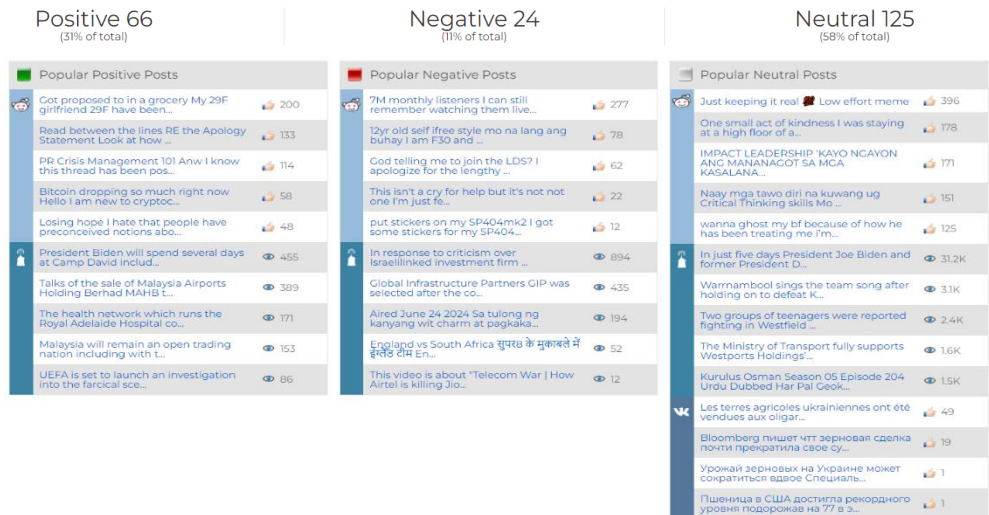 Positive 66
(31% of total)
Negative 24
(11% of total)
Neutral 125
(58% of total)
Popular Positive Posts
Got proposed to in a grocery My 29F
girlfriend 29F have been...
200
Read between the lines RE the Apology
Statement Look at how ...
133
PR Crisis Management 101 Anw I know
this thread has been pos...
114
Bitcoin dropping so much right now
Hello I am new to cryptoc...
58
Losing hope I hate that people have
preconceived notions abo...
48
President Biden will spend several days
at Camp David includ...
455
Talks of the sale of Malaysia Airports
Holding Berhad MAHB t...
389
The health network which runs the
Royal Adelaide Hospital co...
171
Malaysia will remain an open trading
nation including with t...
153
UEFA is set to launch an investigation
into the farcical sce...
86
Popular Negative Posts
7M monthly listeners I can still
remember watching them live...
277
12yr old self ifree style mo na lang ang
buhay I am F30 and ...
78
God telling me to join the LDS? I
apologize for the lengthy ...
62
This isn't a cry for help but it's not not
one I'm just fe...
22
put stickers on my SP404mk2 I got
some stickers for my SP404...
12
In response to criticism over
Israelilinked investment firm ...
894
Global Infrastructure Partners GIP was
selected after the co...
435
Aired June 24 2024 Sa tulong ng
kanyang wit charm at pagkaka...
194
England vs South Africa सुपर8 के मुकाबले में
इंग्लैंड टीम En...
52
This video is about "Telecom War | How
Airtel is killing Jio...
12
Popular Neutral Posts
Just keeping it real Low effort meme
396
One small act of kindness I was staying
at a high floor of a...
178
IMPACT LEADERSHIP 'KAYO NGAYON
ANG MANANAGOT SA MGA
KASALANA...
171
Naay mga tawo diri na kuwang ug
Critical Thinking skills Mo ...
151
wanna ghost my bf because of how he
has been treating me i'm...
125
In just five days President Joe Biden and
former President D...
31.2K
Warrnambool sings the team song after
holding on to defeat K...
3.1K
Two groups of teenagers were reported
fighting in Westfield ...
2.4K
The Ministry of Transport fully supports
Westports Holdings'...
1.6K
Kurulus Osman Season 05 Episode 204
Urdu Dubbed Har Pal Geok...
1.5K
Les terres agricoles ukrainiennes ont été
vendues aux oligar...
49
Bloomberg пишет чтт зерновая сделка
почти прекратила свое су...
19
Урожай зерновых на Украине может
сократиться вдвое Специаль...
1
Пшеница в США достигла рекордного
уровня подорожав на 77 в э...
1